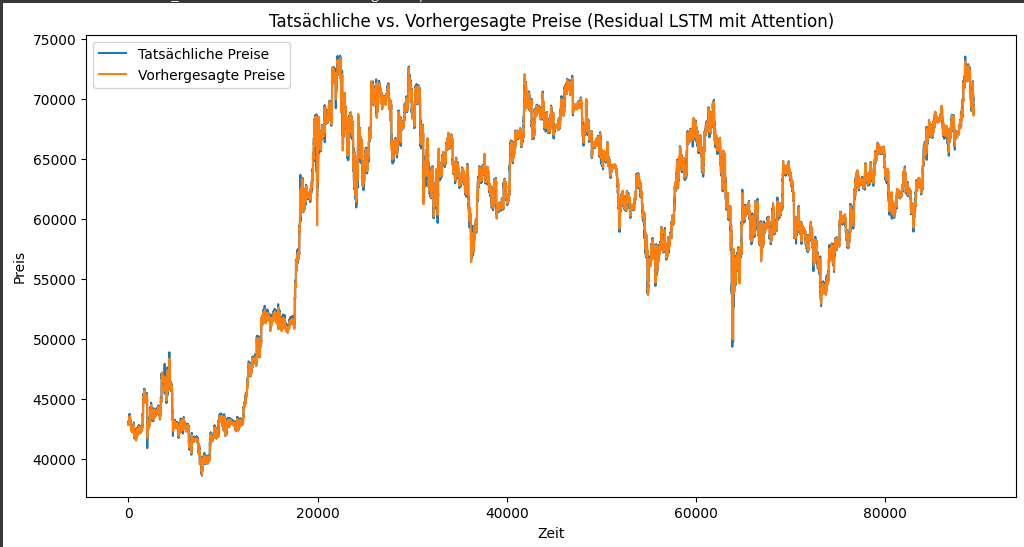 Tatsächliche vs. Vorhergesagte Preise (Residual LSTM mit Attention)
75000
Tatsächliche Preise
Vorhergesagte Preise
70000
65000
60000
Preis
55000
50000
45000
40000
0
20000
40000
60000
80000
Zeit